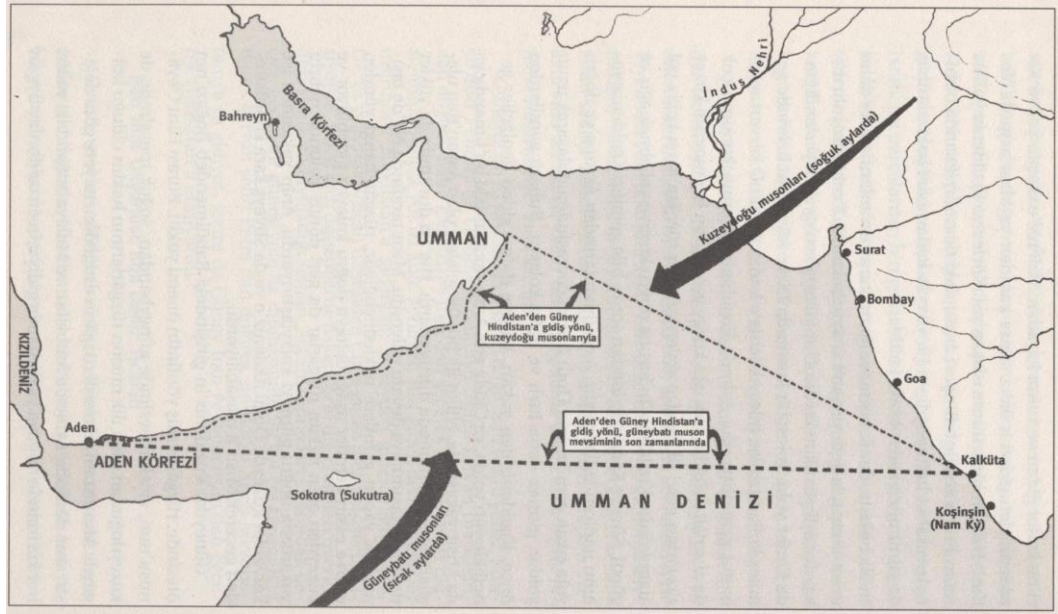 Bahreyn
Basra Körfezi
İndus Nehri
Kuzeydoğu musonları (soğuk aylarda)
UMMAN
Surat
Bombay
Aden'den Güney
Hindistan'a gidiş yönü,
kuzeydoğu musonlarıyla
KIZILDENİZ
Goa
Aden
Aden'den Güney Hindistan'a
gidiş yönü, güneybatı muson
mevsiminin son zamanlarında
ADEN KÖRFEZİ
Kalküta
Sokotra (Sukutra)
UMMAN DENİZİ
Koşinşin
(Nam Kỳ)
Güneybatı musonları
(sıcak aylarda)